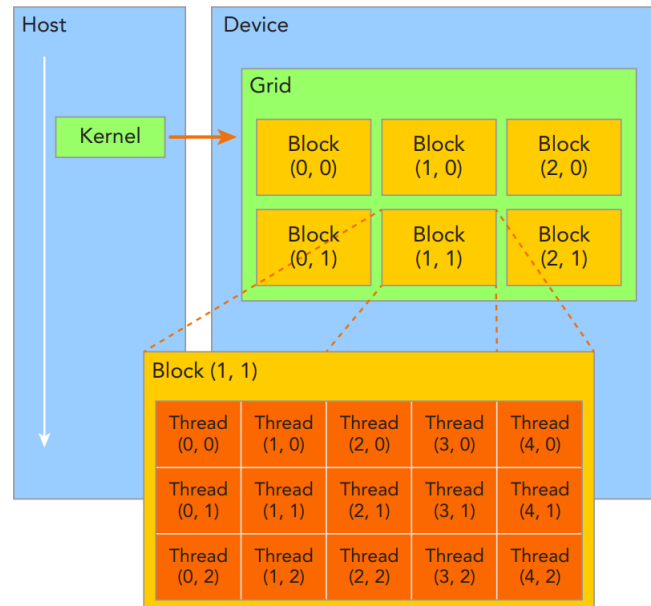 Host
Device
Grid
Kernel
Block
(0, 0)
Block
(1, 0)
Block
(2, 0)
Block
(0, 1)
Block
(1, 1)
Block
(2, 1)
Block (1, 1)
Thread
(0, 0)
Thread
(1, 0)
Thread
(2, 0)
Thread
(3, 0)
Thread
(4, 0)
Thread
(0, 1)
Thread
(1, 1)
Thread
(2, 1)
Thread
(3, 1)
Thread
(4, 1)
Thread
(0, 2)
Thread
(1, 2)
Thread
(2, 2)
Thread
(3, 2)
Thread
(4, 2)